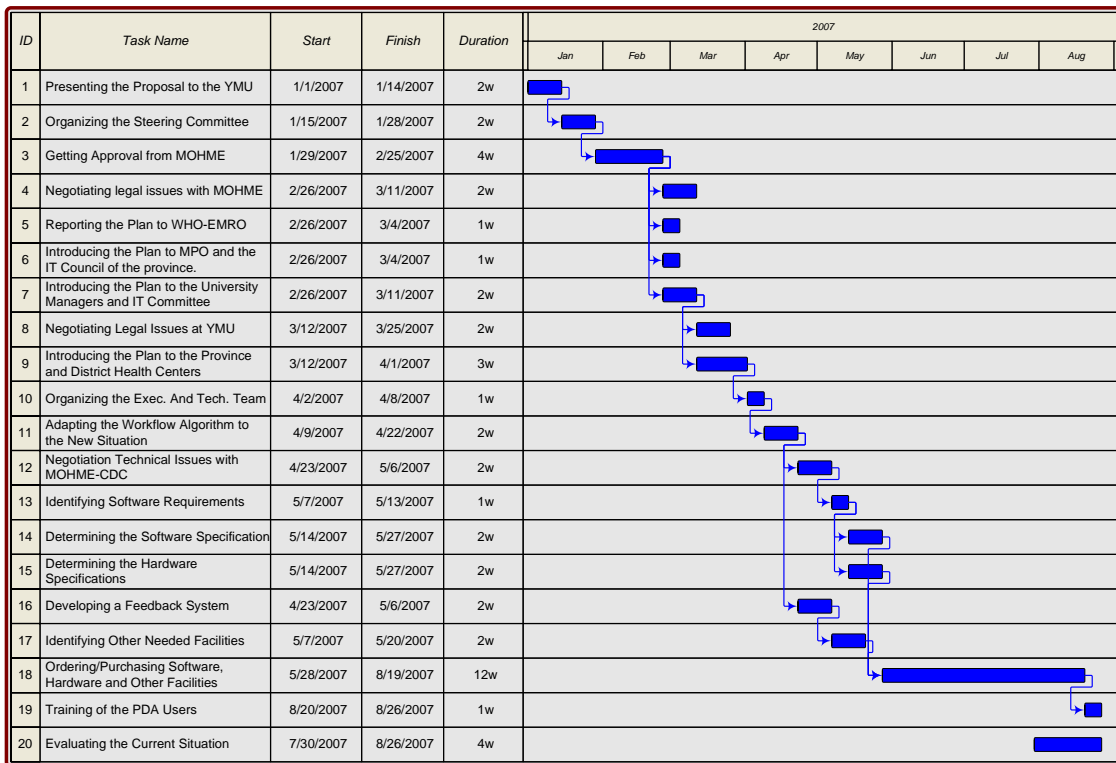 ID Task Name Start Finish Duration 2007
Jan Feb Mar Apr May Jun Jul Aug
1 Presenting the Proposal to the YMU 1/1/2007 1/14/2007 2w
2 Organizing the Steering Committee 1/15/2007 1/28/2007 2w
3 Getting Approval from MOHME 1/29/2007 2/25/2007 4w
4 Negotiating legal issues with MOHME 2/26/2007 3/11/2007 2w
5 Reporting the Plan to WHO-EMRO 2/26/2007 3/4/2007 1w
6 Introducing the Plan to MPO and the
IT Council of the province. 2/26/2007 3/4/2007 1w
7 Introducing the Plan to the University
Managers and IT Committee 2/26/2007 3/11/2007 2w
8 Negotiating Legal Issues at YMU 3/12/2007 3/25/2007 2w
9 Introducing the Plan to the Province
and District Health Centers 3/12/2007 4/1/2007 3w
10 Organizing the Exec. And Tech. Team 4/2/2007 4/8/2007 1w
11 Adapting the Workflow Algorithm to
the New Situation 4/9/2007 4/22/2007 2w
12 Negotiation Technical Issues with
MOHME-CDC 4/23/2007 5/6/2007 2w
13 Identifying Software Requirements 5/7/2007 5/13/2007 1w
14 Determining the Software Specification 5/14/2007 5/27/2007 2w
15 Determining the Hardware
Specifications 5/14/2007 5/27/2007 2w
16 Developing a Feedback System 4/23/2007 5/6/2007 2w
17 Identifying Other Needed Facilities 5/7/2007 5/20/2007 2w
18 Ordering/Purchasing Software,
Hardware and Other Facilities 5/28/2007 8/19/2007 12w
19 Training of the PDA Users 8/20/2007 8/26/2007 1w
20 Evaluating the Current Situation 7/30/2007 8/26/2007 4w